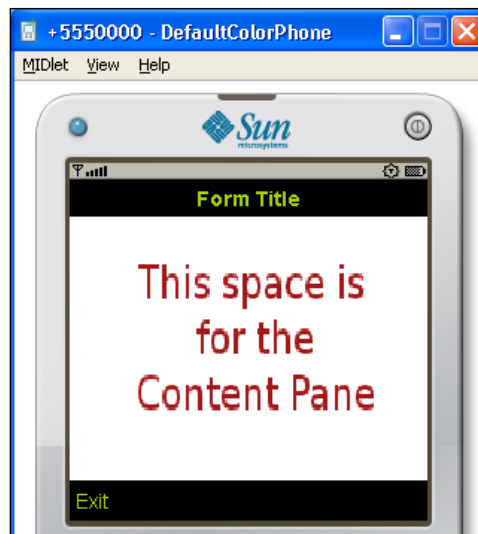 +5550000 - DefaultColorPhone
MIDlet View Help
Sun
microsystems
Form Title
This space is
for the
Content Pane
Exit